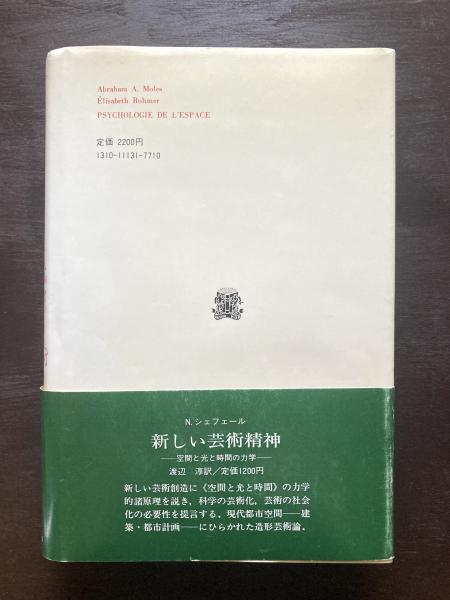 Abraham A. Moles
Élisabeth Rohmer
PSYCHOLOGIE DE L'ESPACE
定価 2200円
1310-11131-7710
N.シェフェール
新しい芸術精神
──空間と光と時間の力学──
渡辺 淳訳/定価1200円
新しい芸術創造に《空間と光と時間》の力学
的諸原理を説き、科学の芸術化、芸術の社会
化の必要性を提言する。現代都市空間──建
築・都市計画──にひらかれた造形芸術論。